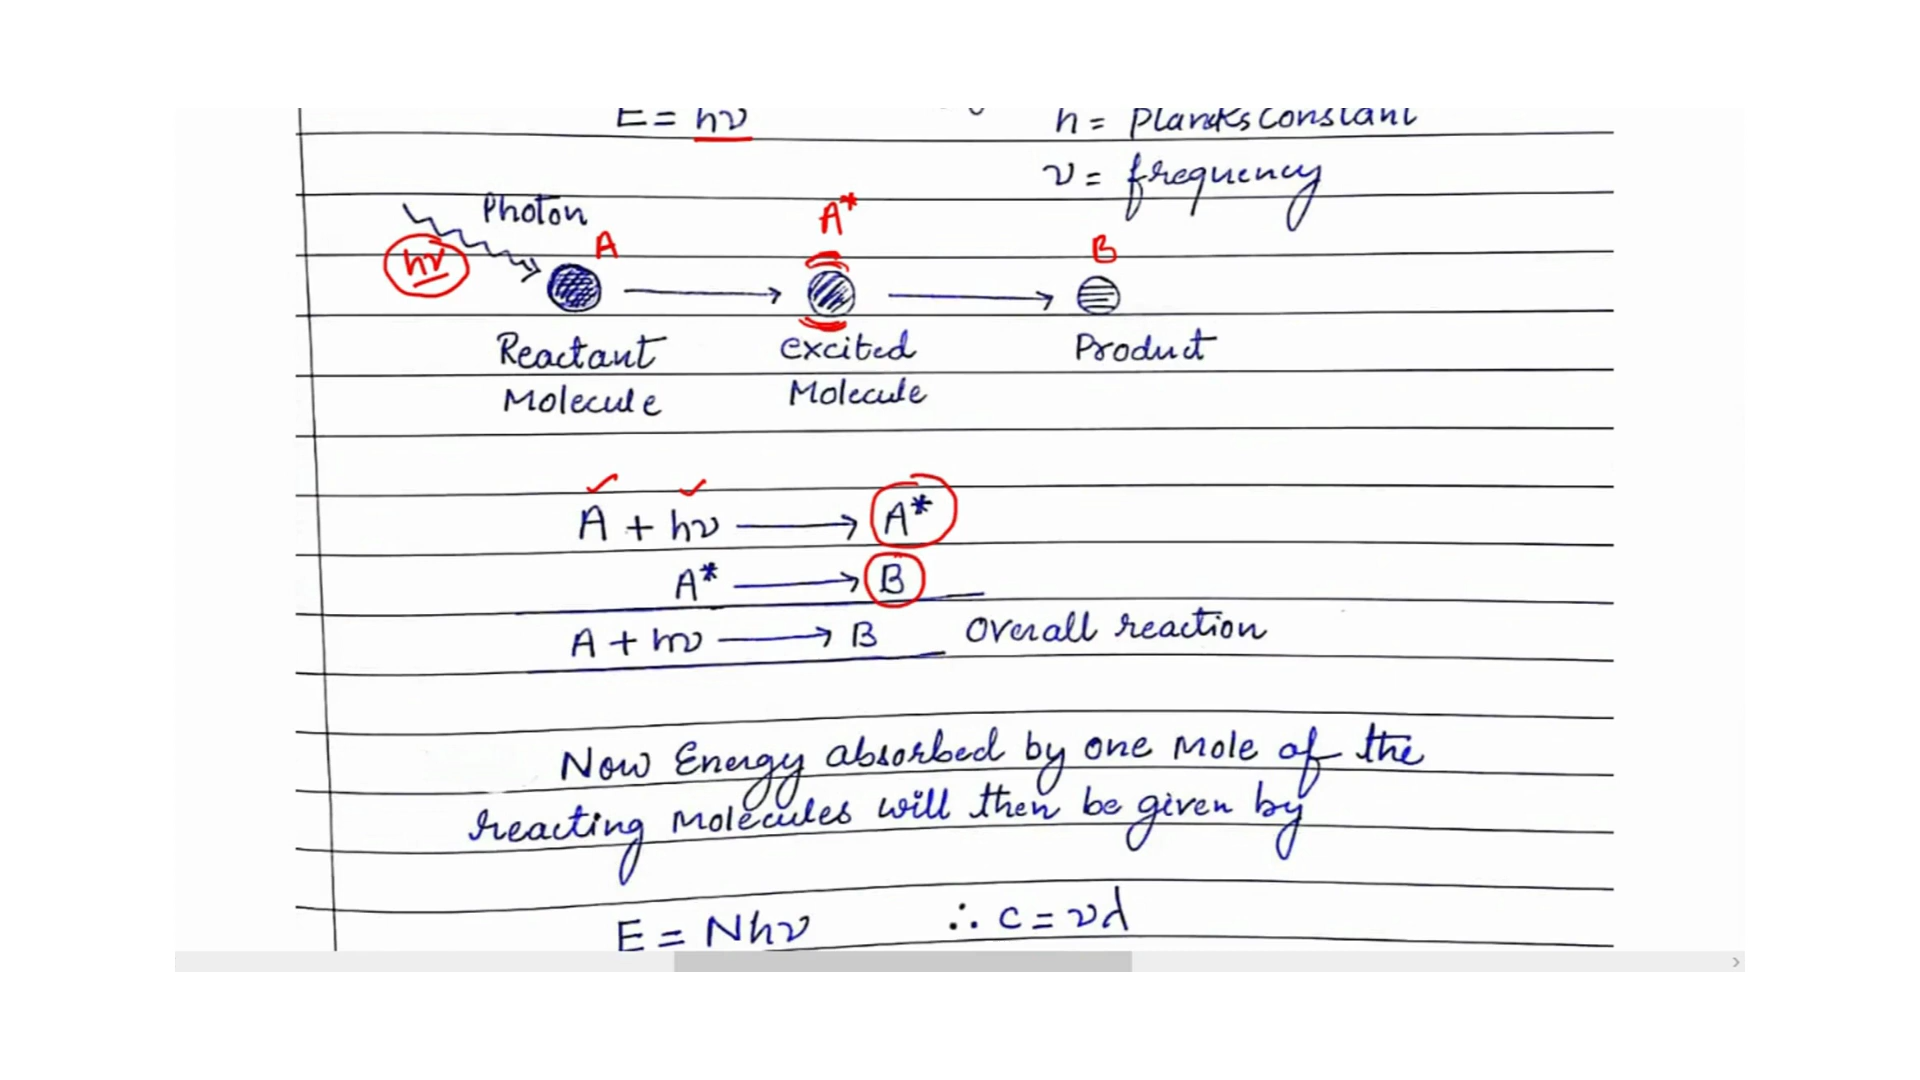 E = hν
h = Plancks constant
ν = frequency
Photon
hν
A
A*
B
Reactant Molecule
excited Molecule
Product
A + hν → A*
A* → B
A + hν → B Overall reaction
Now Energy absorbed by one mole of the
reacting molecules will then be given by
E = Nhν ∴ c = νλ